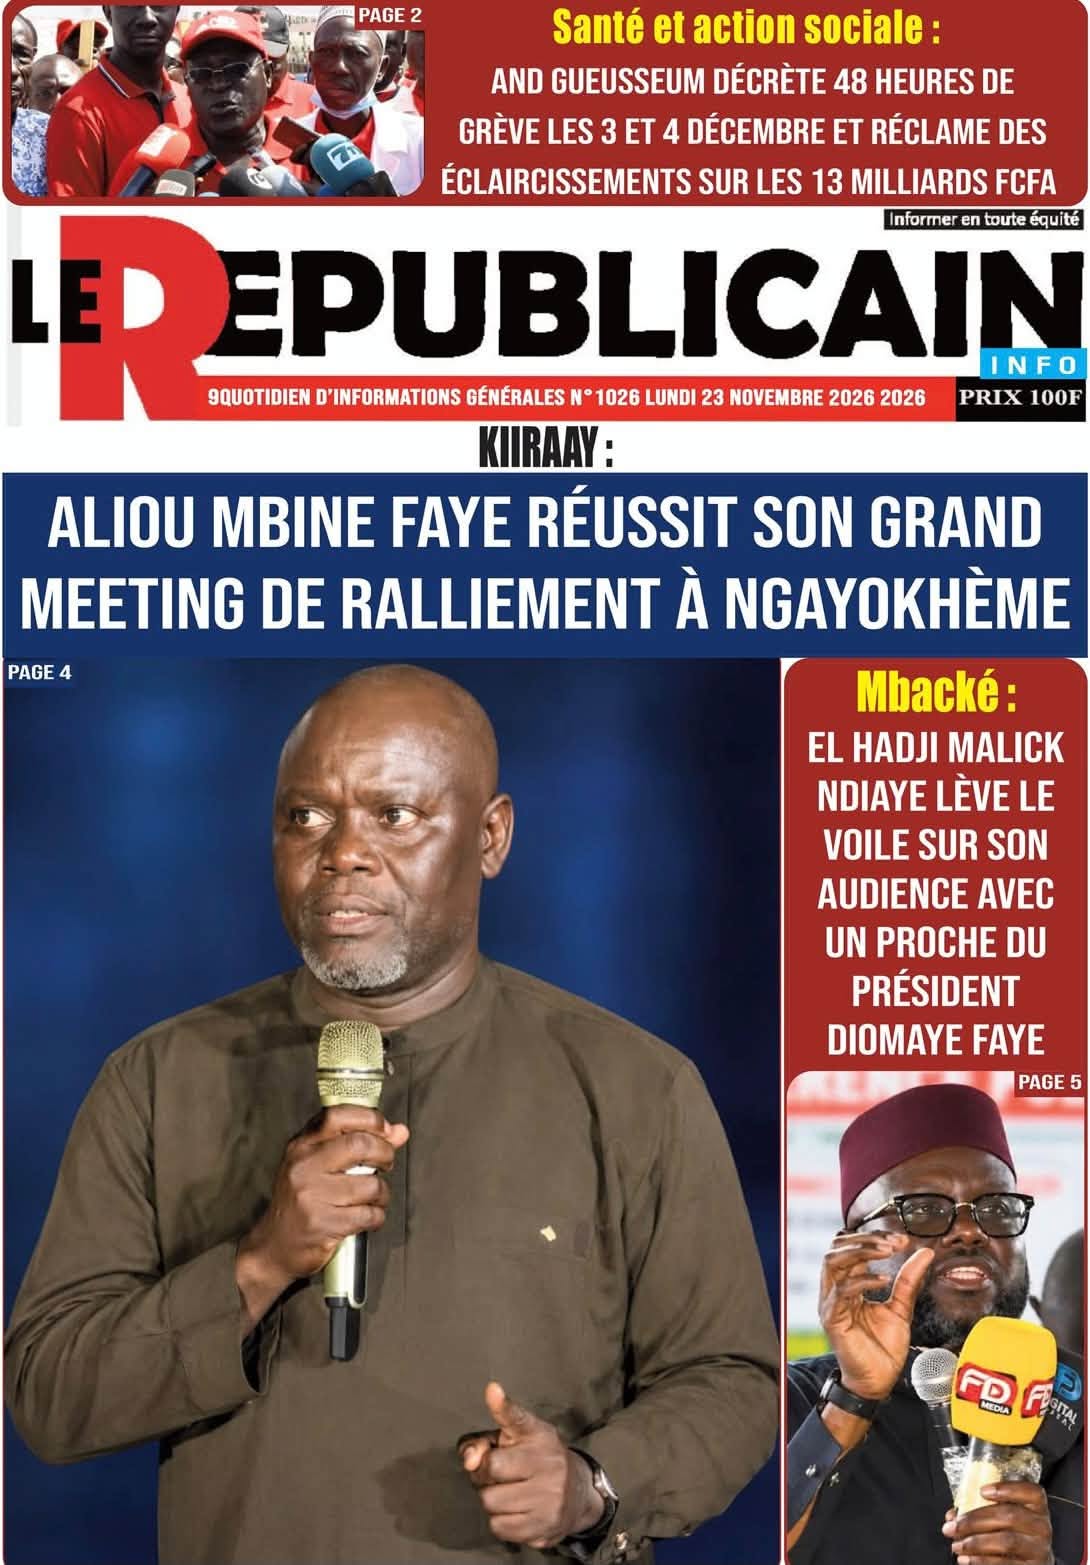 PAGE 2
Santé et action sociale :
AND GUEUSSEUM DÉCRÈTE 48 HEURES DE
GRÈVE LES 3 ET 4 DÉCEMBRE ET RÉCLAME DES
ÉCLAIRCISSEMENTS SUR LES 13 MILLIARDS FCFA
Informer en toute équité
LE REPUBLICAIN
INFO
9QUOTIDIEN D'INFORMATIONS GÉNÉRALES N°1026 LUNDI 23 NOVEMBRE 2026 2026
PRIX 100F
KIIRAAY :
ALIOU MBINE FAYE RÉUSSIT SON GRAND
MEETING DE RALLIEMENT À NGAYOKHÈME
PAGE 4
Mbacké :
EL HADJI MALICK
NDIAYE LÈVE LE
VOILE SUR SON
AUDIENCE AVEC
UN PROCHE DU
PRÉSIDENT
DIOMAYE FAYE
PAGE 5
FD
MEDIA
FD